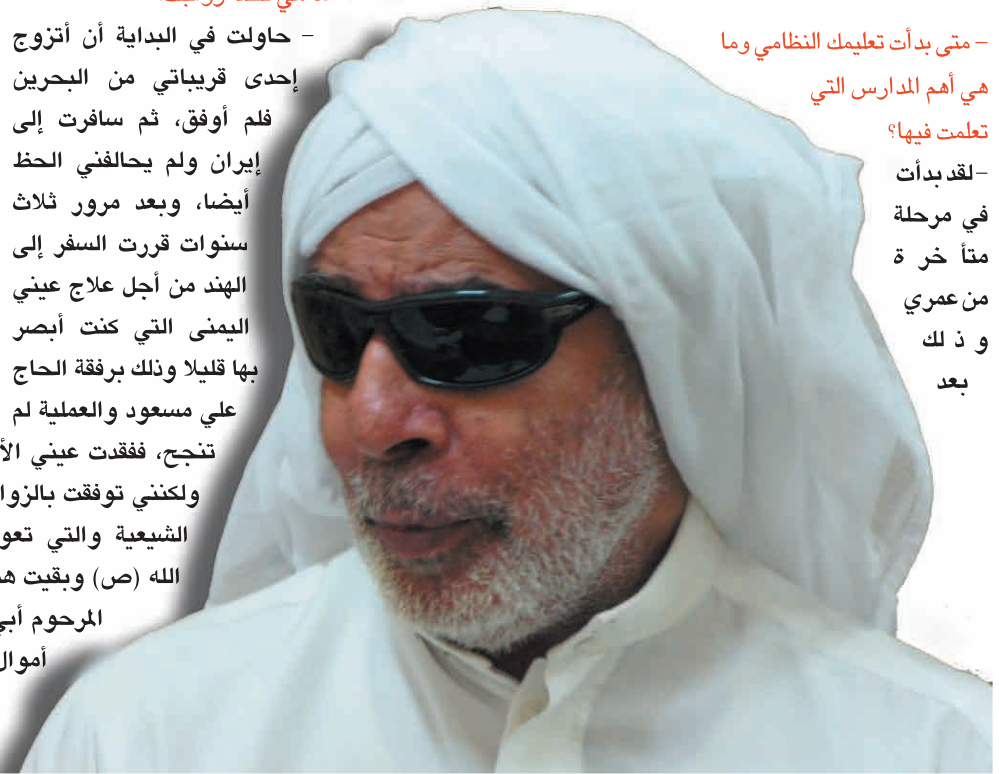 - متى بدأت تعليمك النظامي وما
هي أهم المدارس التي
تعلمت فيها؟
-لقد بدأت
في مرحلة
متأ خر ة
من عمري
و ذ لك
بعد
- حاولت في البداية أن أتزوج
إحدى قريباتي من البحرين
فلم أوفق، ثم سافرت إلى
إيران ولم يحالفني الحظ
أيضا، وبعد مرور ثلاث
سنوات قررت السفر إلى
الهند من أجل علاج عيني
اليمنى التي كنت أبصر
بها قليلا وذلك برفقة الحاج
علي مسعود والعملية لم
تنجح، ففقدت عيني الأ
ولكنني توفقت بالزوا
الشيعية والتي تعو
الله (ص) وبقيت ه
المرحوم أبي
أموال